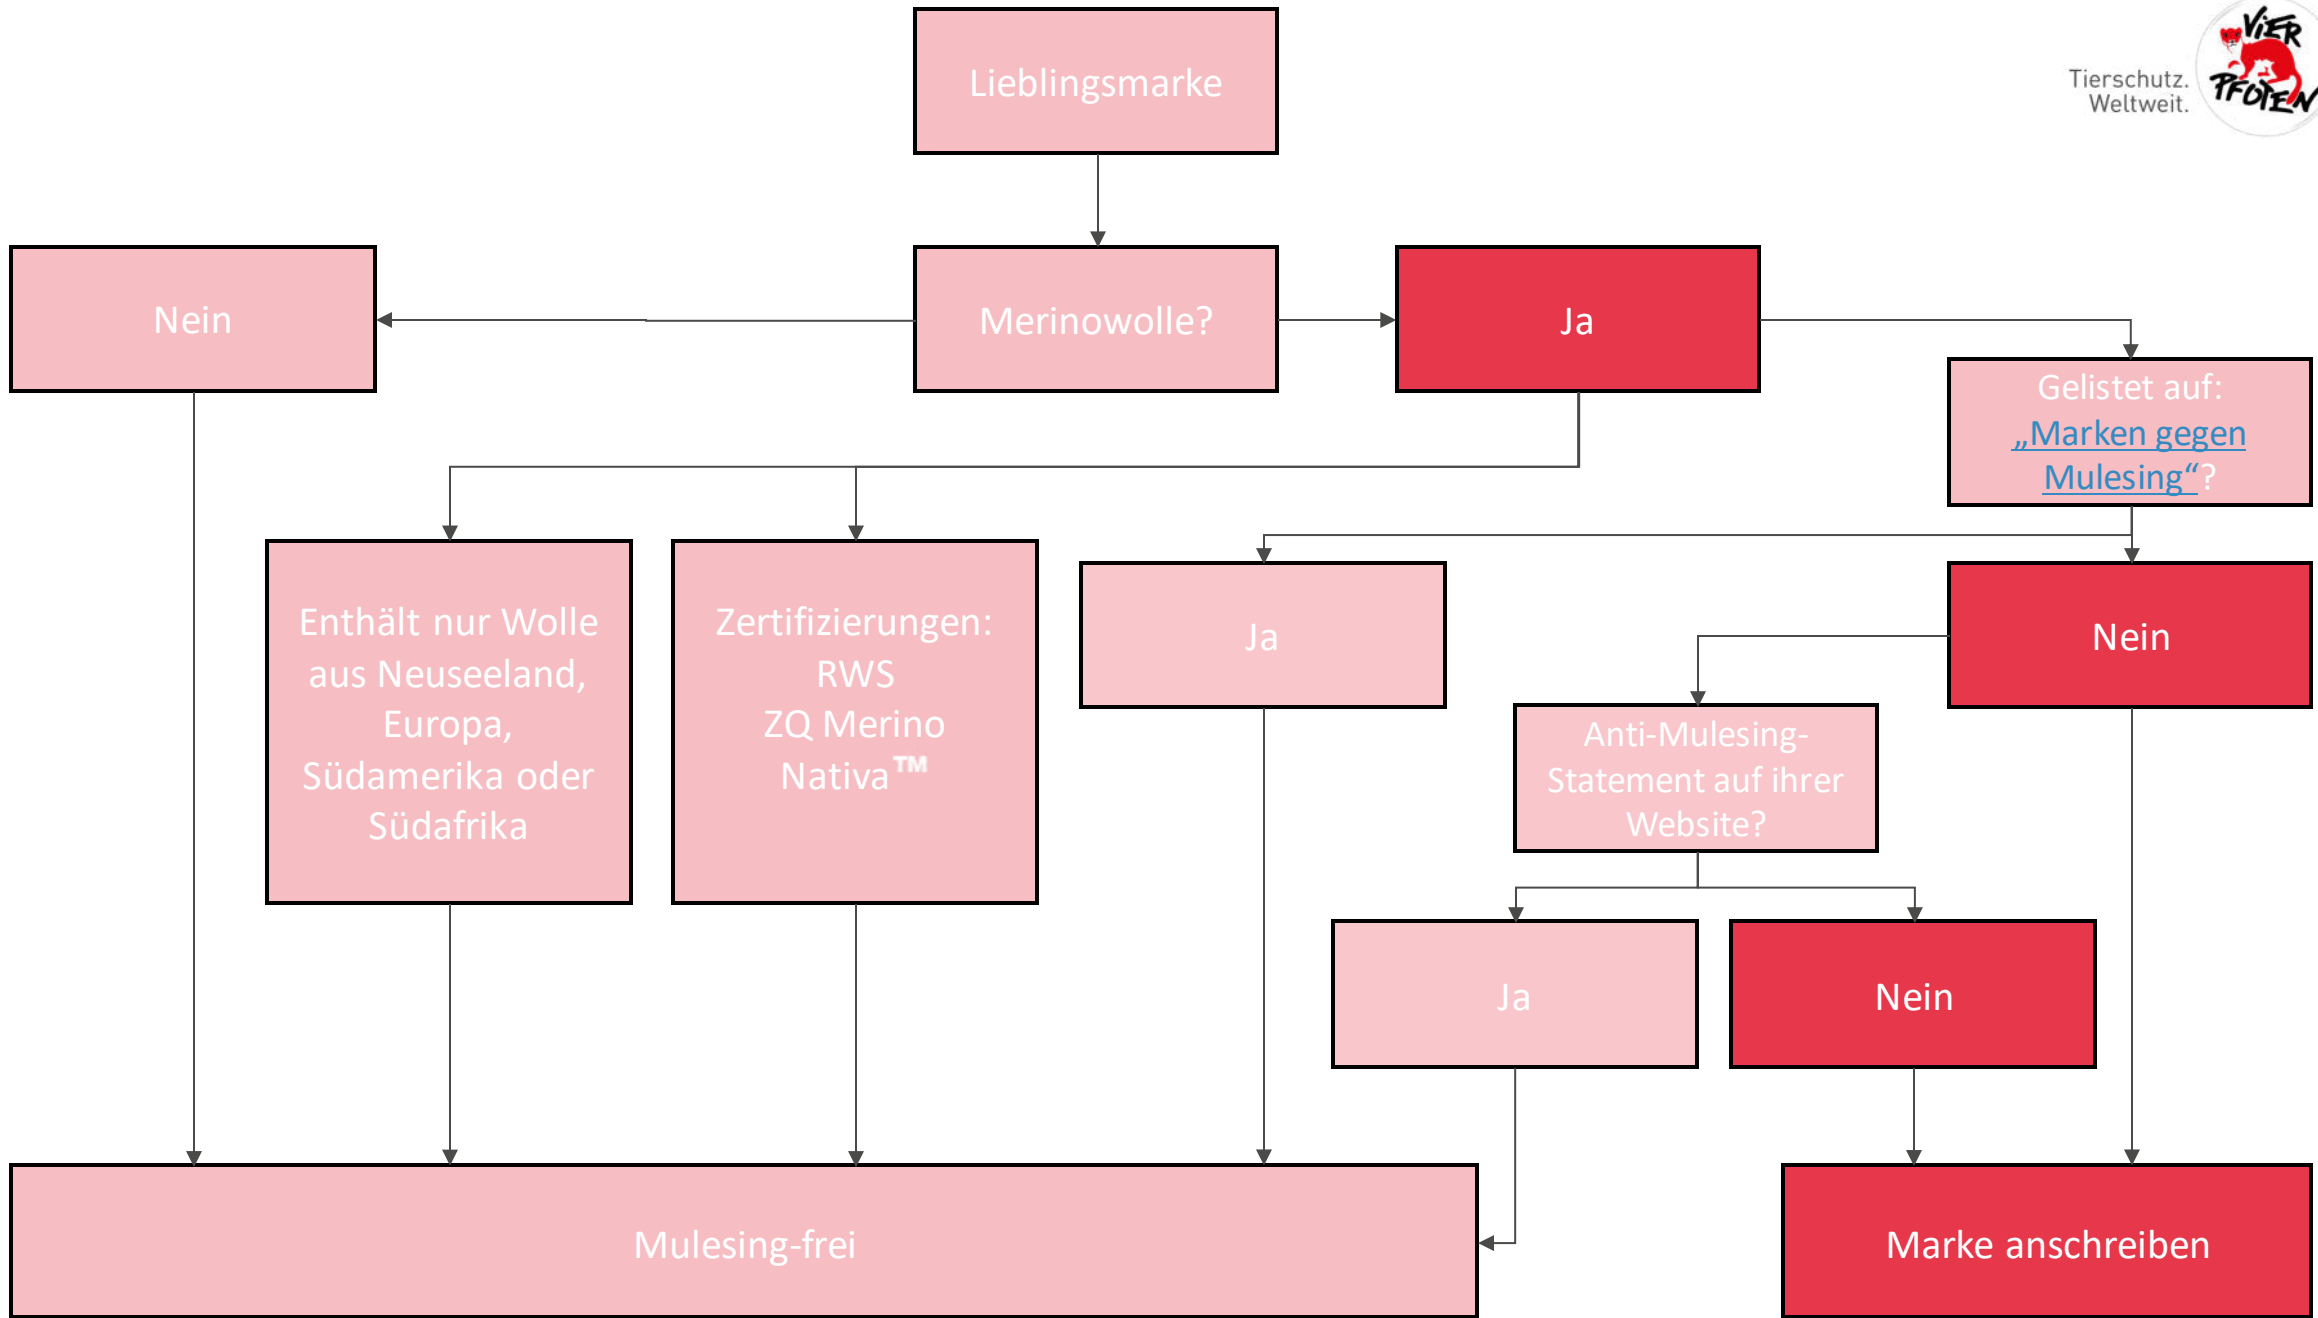 Lieblingsmarke
Tierschutz.
Weltweit.
VIER
PFOTEN
Nein
Merinowolle?
Ja
Gelistet auf:
„Marken gegen
Mulesing“?
Enthält nur Wolle
aus Neuseeland,
Europa,
Südamerika oder
Südafrika
Zertifizierungen:
RWS
ZQ Merino
Nativa™
Ja
Nein
Anti-Mulesing-
Statement auf ihrer
Website?
Ja
Nein
Mulesing-frei
Marke anschreiben